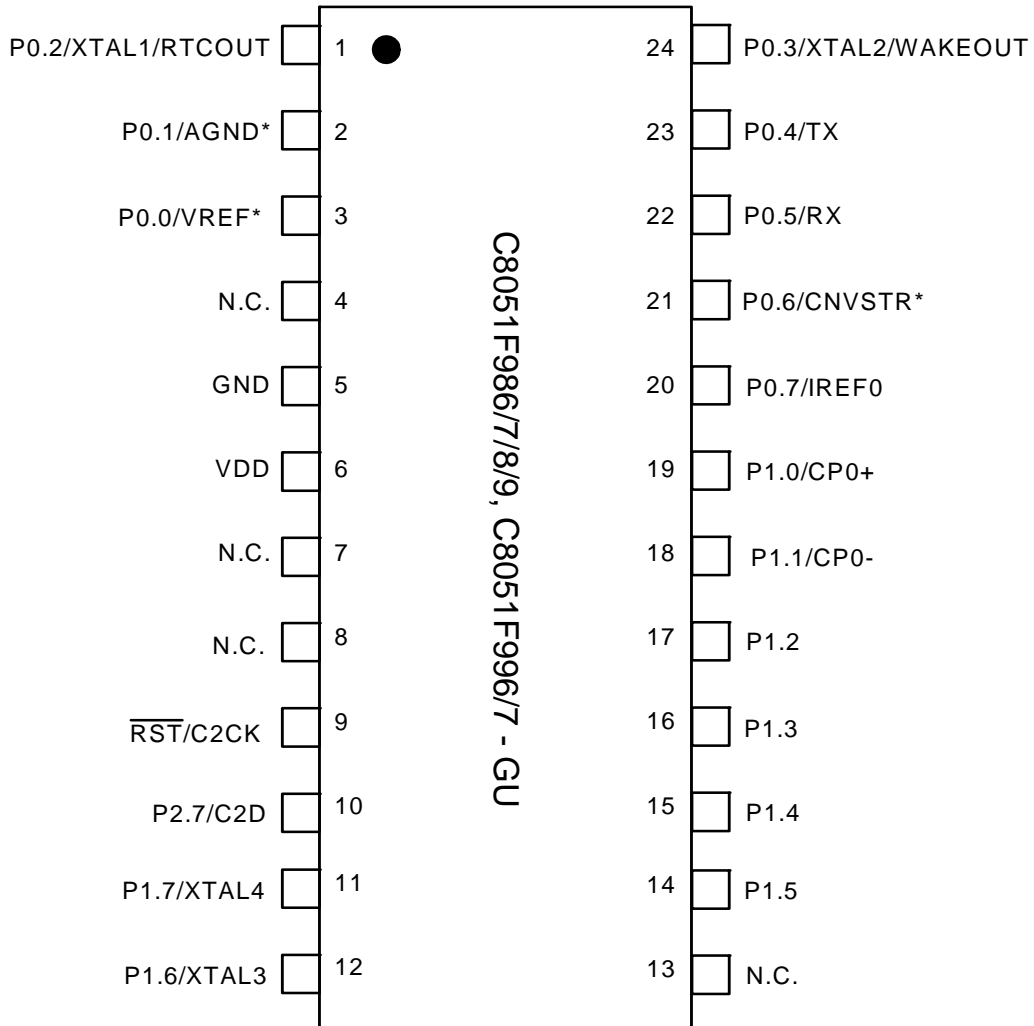 P0.2/XTAL1/RTCOUT 1 24 P0.3/XTAL2/WAKEOUT
P0.1/AGND* 2 23 P0.4/TX
P0.0/VREF* 3 22 P0.5/RX
N.C. 4 21 P0.6/CNVSTR*
GND 5 20 P0.7/IREF0
VDD 6 19 P1.0/CP0+
N.C. 7 18 P1.1/CP0-
N.C. 8 17 P1.2
R̅S̅T̅/C2CK 9 16 P1.3
P2.7/C2D 10 15 P1.4
P1.7/XTAL4 11 14 P1.5
P1.6/XTAL3 12 13 N.C.
C8051F986/7/8/9, C8051F996/7 - GU